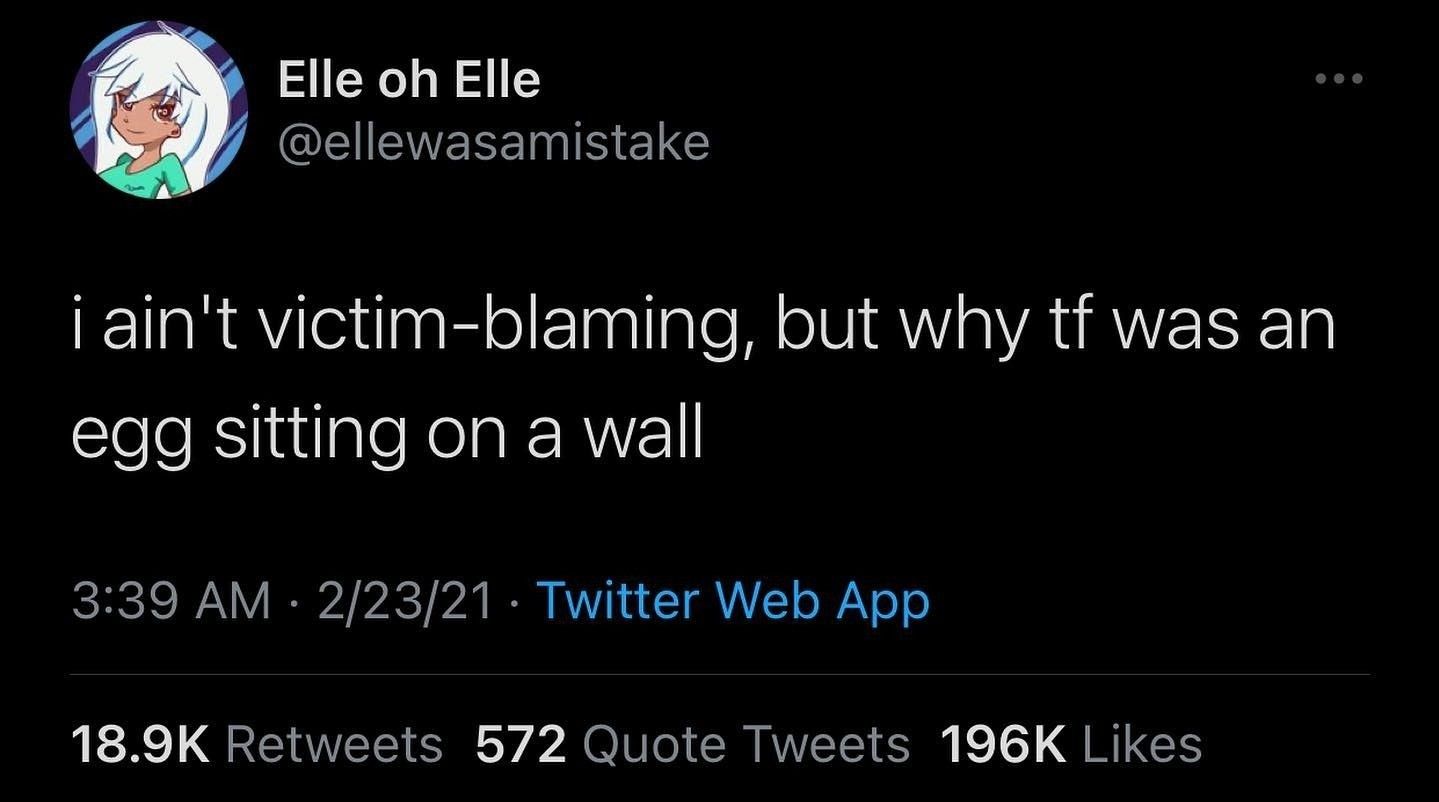 Elle oh Elle
@ellewasamistake
i ain't victim-blaming, but why tf was an
egg sitting on a wall
3:39 AM · 2/23/21 · Twitter Web App
18.9K Retweets 572 Quote Tweets 196K Likes